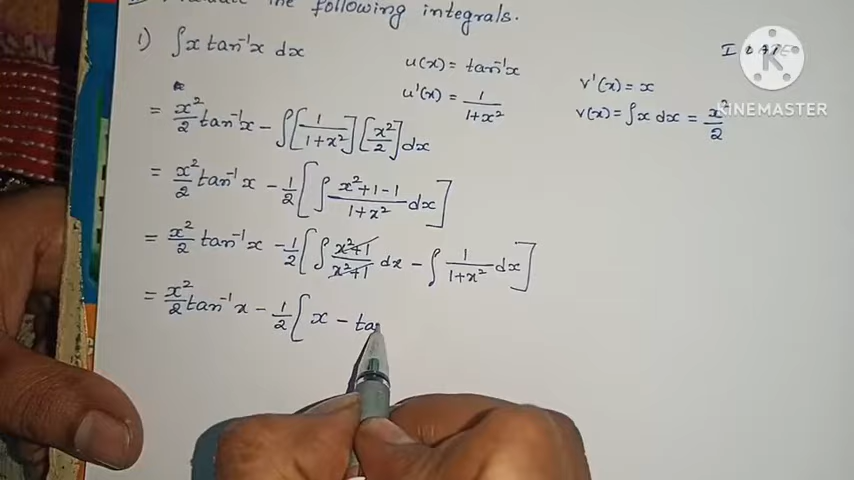 the following integrals.
1) ∫x tan⁻¹x dx
u(x) = tan⁻¹x
v'(x) = x
u'(x) = 1/(1+x²)
v(x) = ∫x dx = x²/2
= x²/2 tan⁻¹x - ∫[1/(1+x²)][x²/2]dx
= x²/2 tan⁻¹x - 1/2[∫(x²+1-1)/(1+x²) dx]
= x²/2 tan⁻¹x - 1/2[∫(x²+1)/(x²+1) dx - ∫1/(1+x²) dx]
= x²/2 tan⁻¹x - 1/2[x - ta
K
KINEMASTER